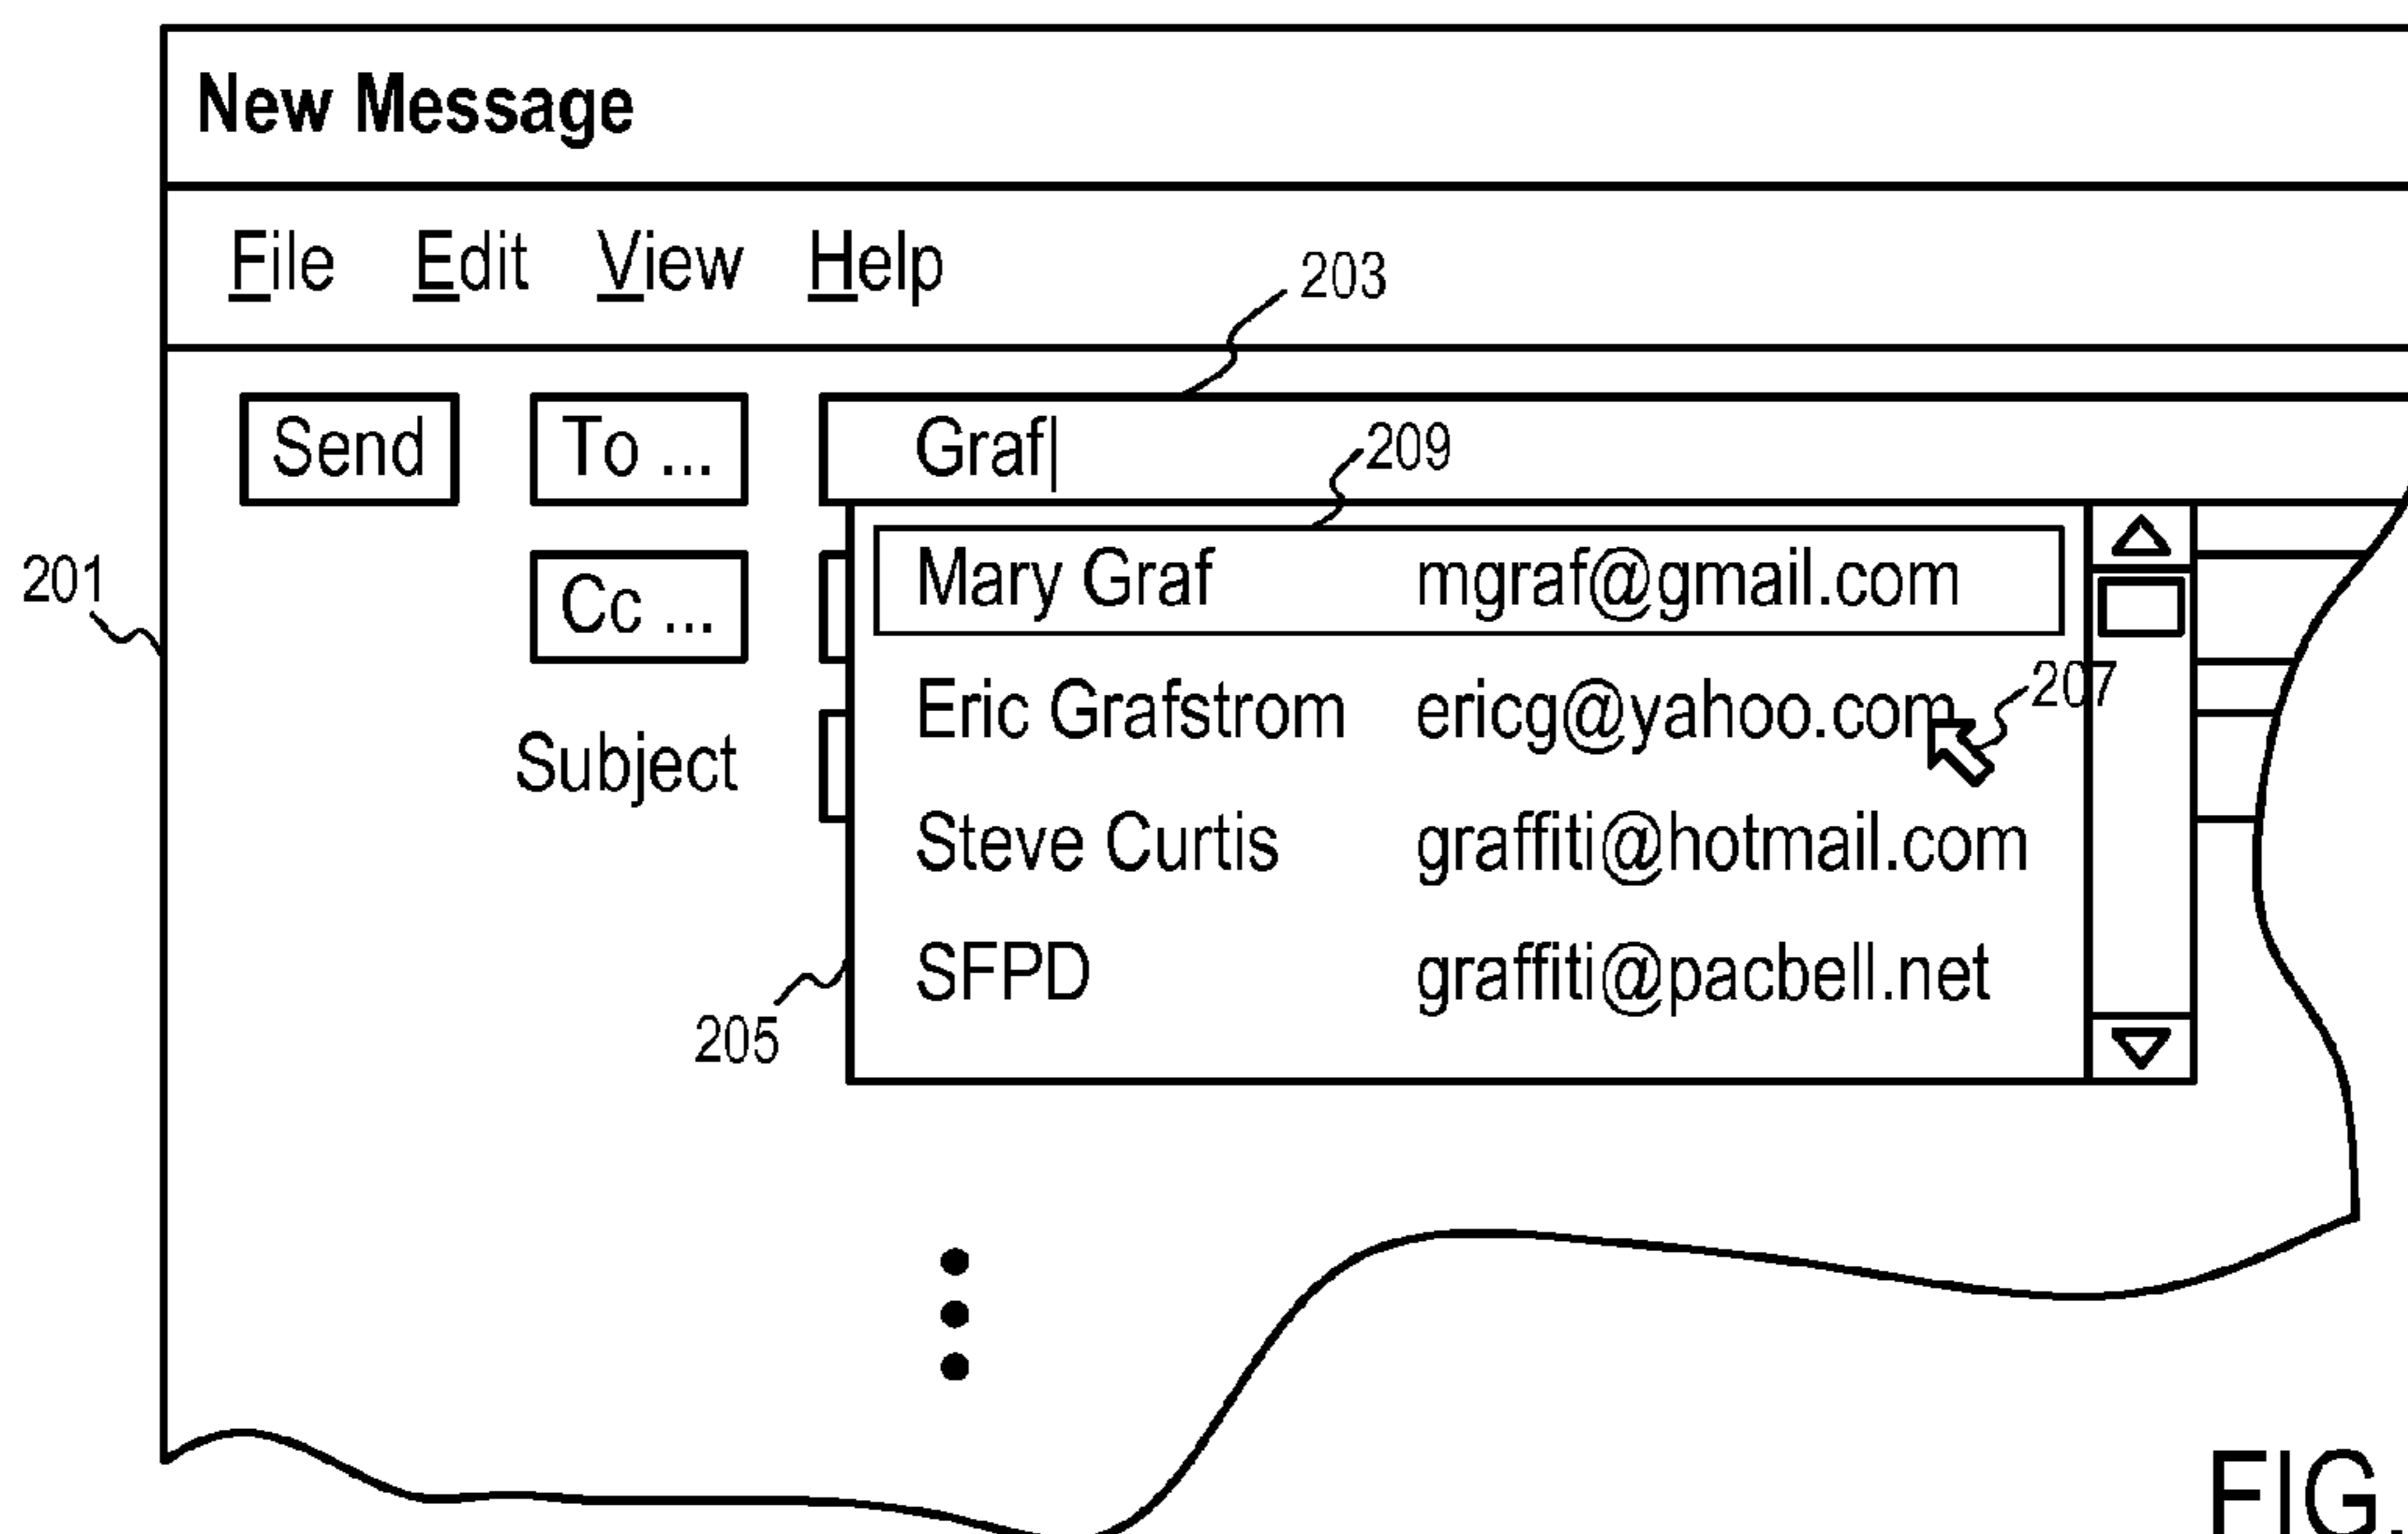 New Message
File Edit View Help
203
Send To ... Graf
209
201
Cc ... Mary Graf mgraf@gmail.com
Eric Grafstrom ericg@yahoo.com
207
Subject
Steve Curtis graffiti@hotmail.com
SFPD graffiti@pacbell.net
205
FIG.